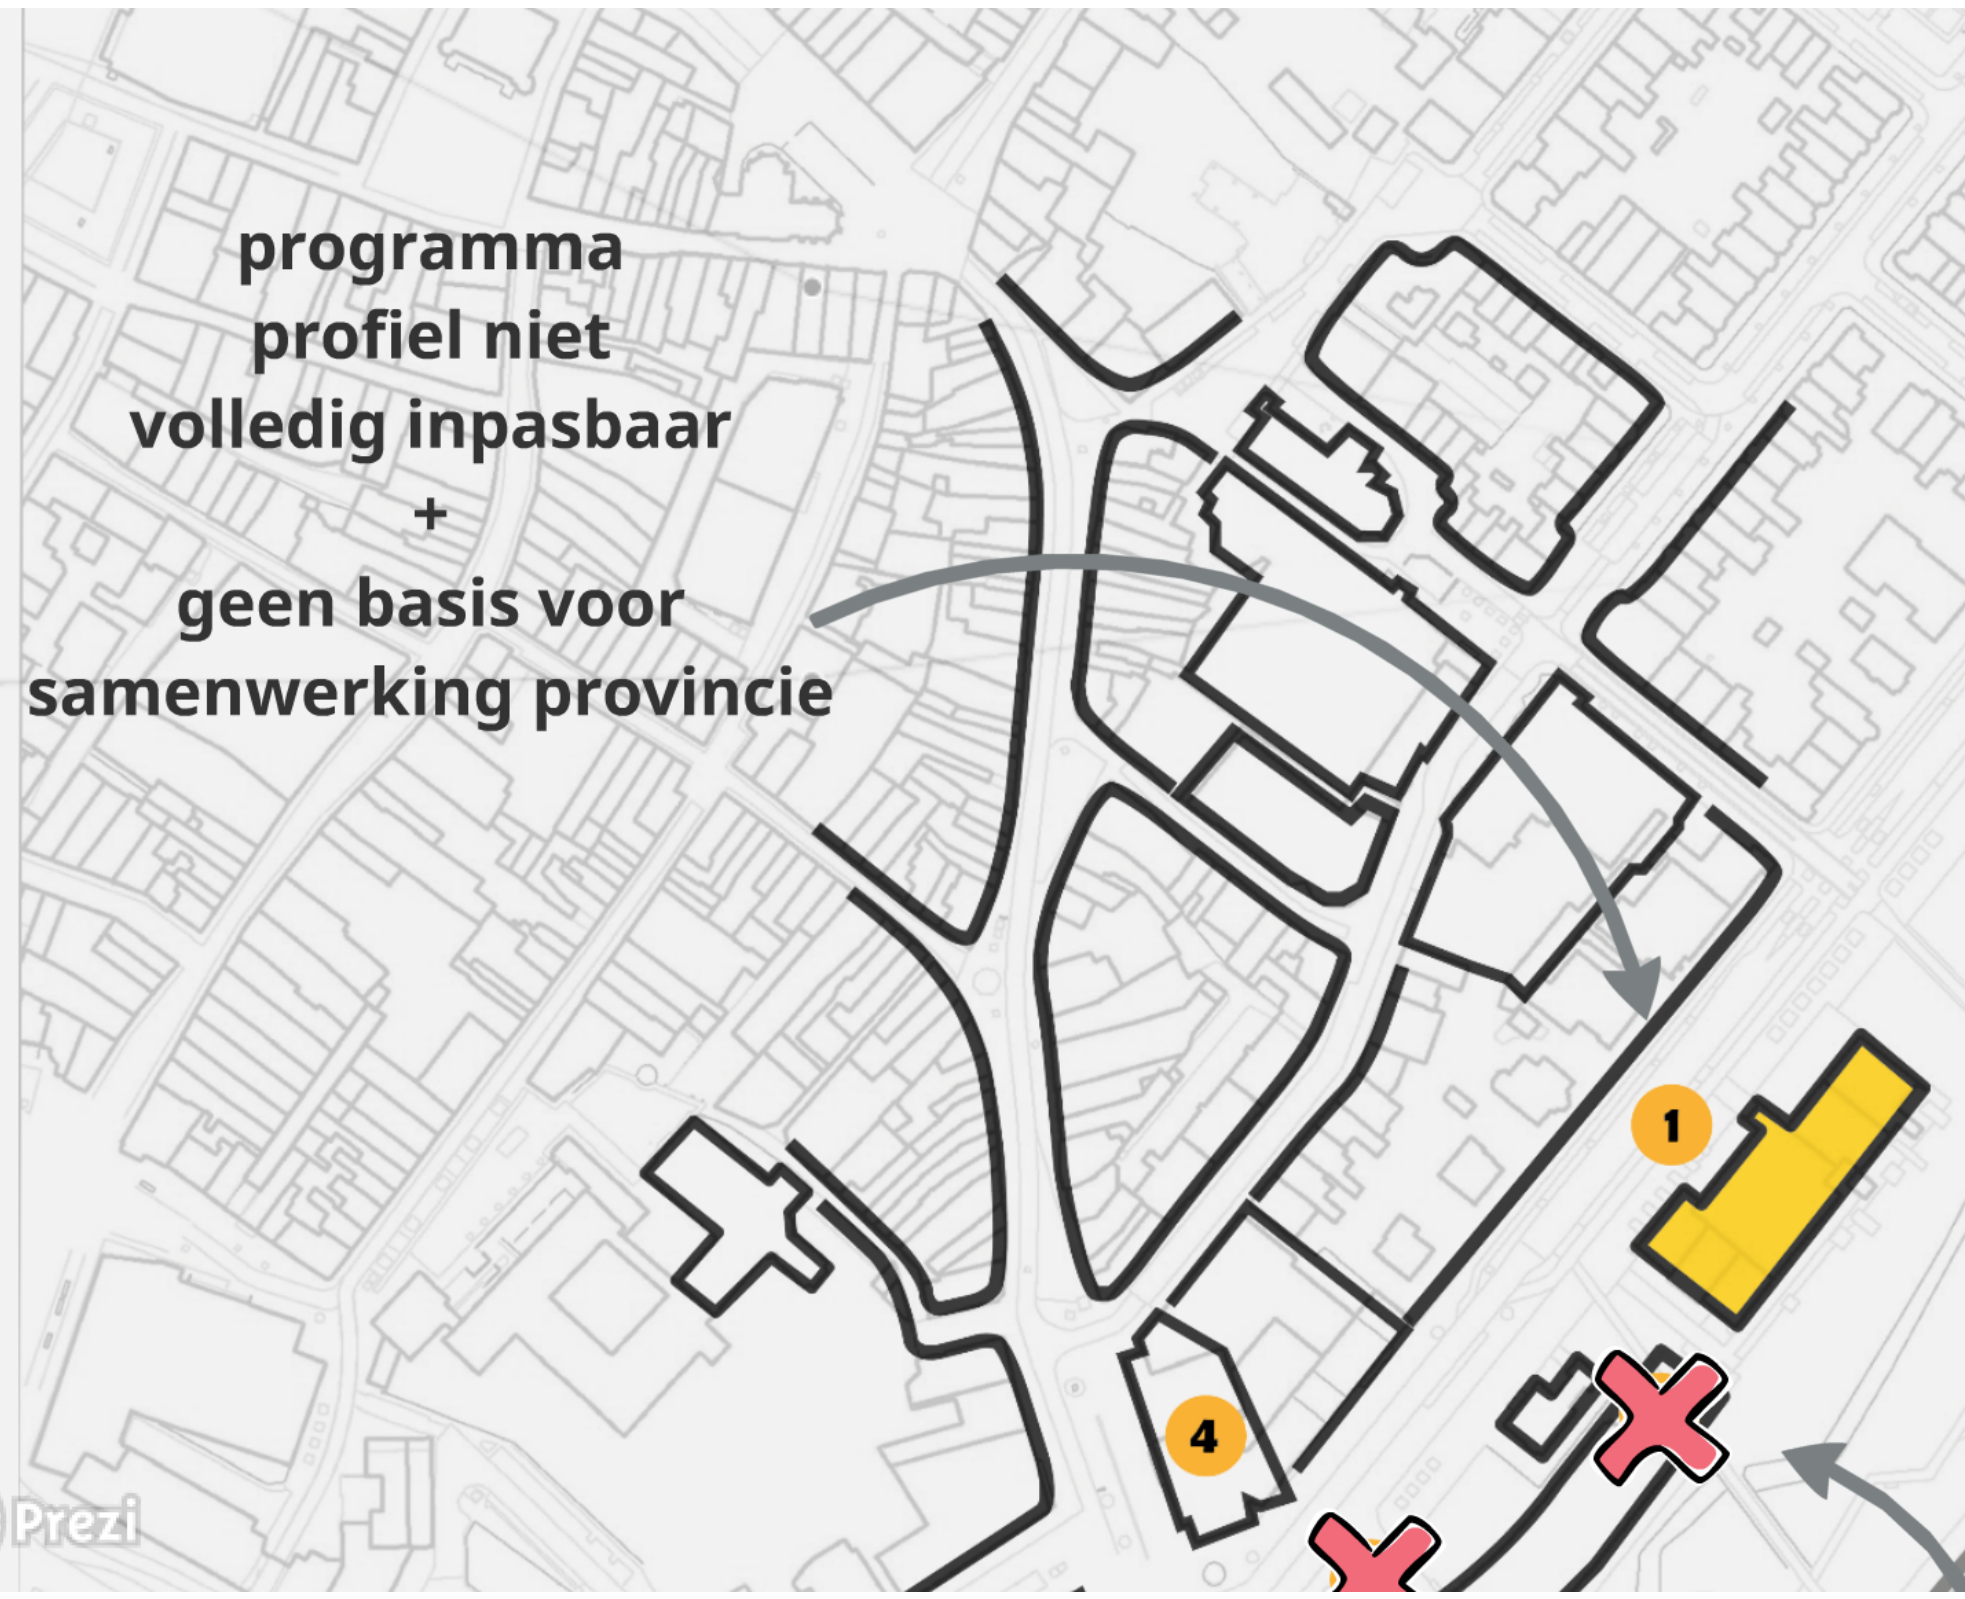 programma
profiel niet
volledig inpasbaar
+
geen basis voor
samenwerking provincie
1
4
Prezi